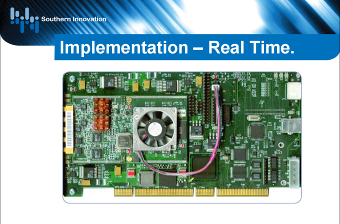 Southern Innovation
Implementation – Real Time.